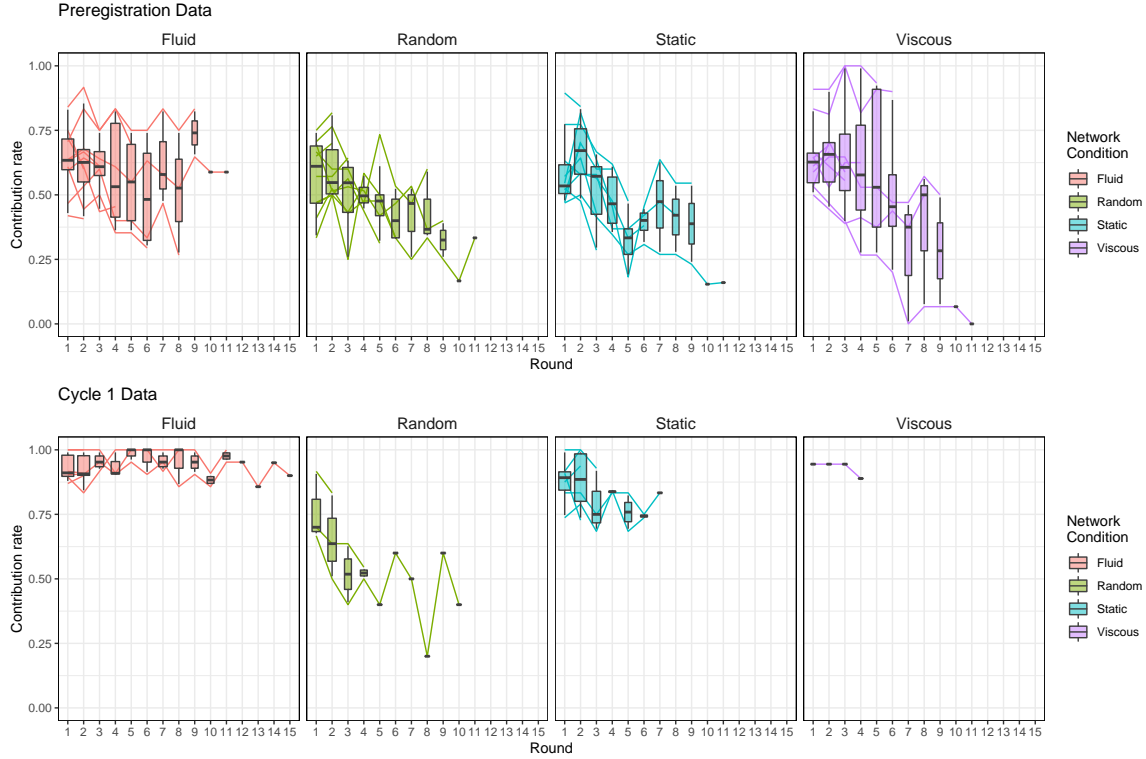 Preregistration Data
Fluid Random Static Viscous
Contribution rate
1.00
0.75
0.50
0.25
0.00
1 2 3 4 5 6 7 8 9 10 11 12 13 14 15 1 2 3 4 5 6 7 8 9 10 11 12 13 14 15 1 2 3 4 5 6 7 8 9 10 11 12 13 14 15 1 2 3 4 5 6 7 8 9 10 11 12 13 14 15
Round
Network
Condition
Fluid
Random
Static
Viscous
Cycle 1 Data
Fluid Random Static Viscous
Contribution rate
1.00
0.75
0.50
0.25
0.00
1 2 3 4 5 6 7 8 9 10 11 12 13 14 15 1 2 3 4 5 6 7 8 9 10 11 12 13 14 15 1 2 3 4 5 6 7 8 9 10 11 12 13 14 15 1 2 3 4 5 6 7 8 9 10 11 12 13 14 15
Round
Network
Condition
Fluid
Random
Static
Viscous